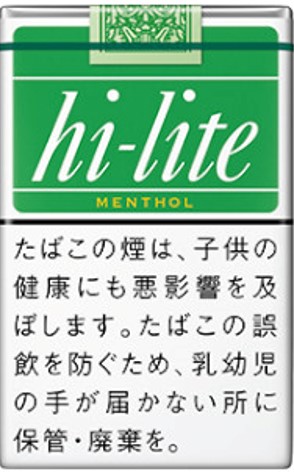 hi-lite
MENTHOL
たばこの煙は、子供の
健康にも悪影響を及
ぼします。たばこの誤
飲を防ぐため、乳幼児
の手が届かない所に
保管・廃棄を。